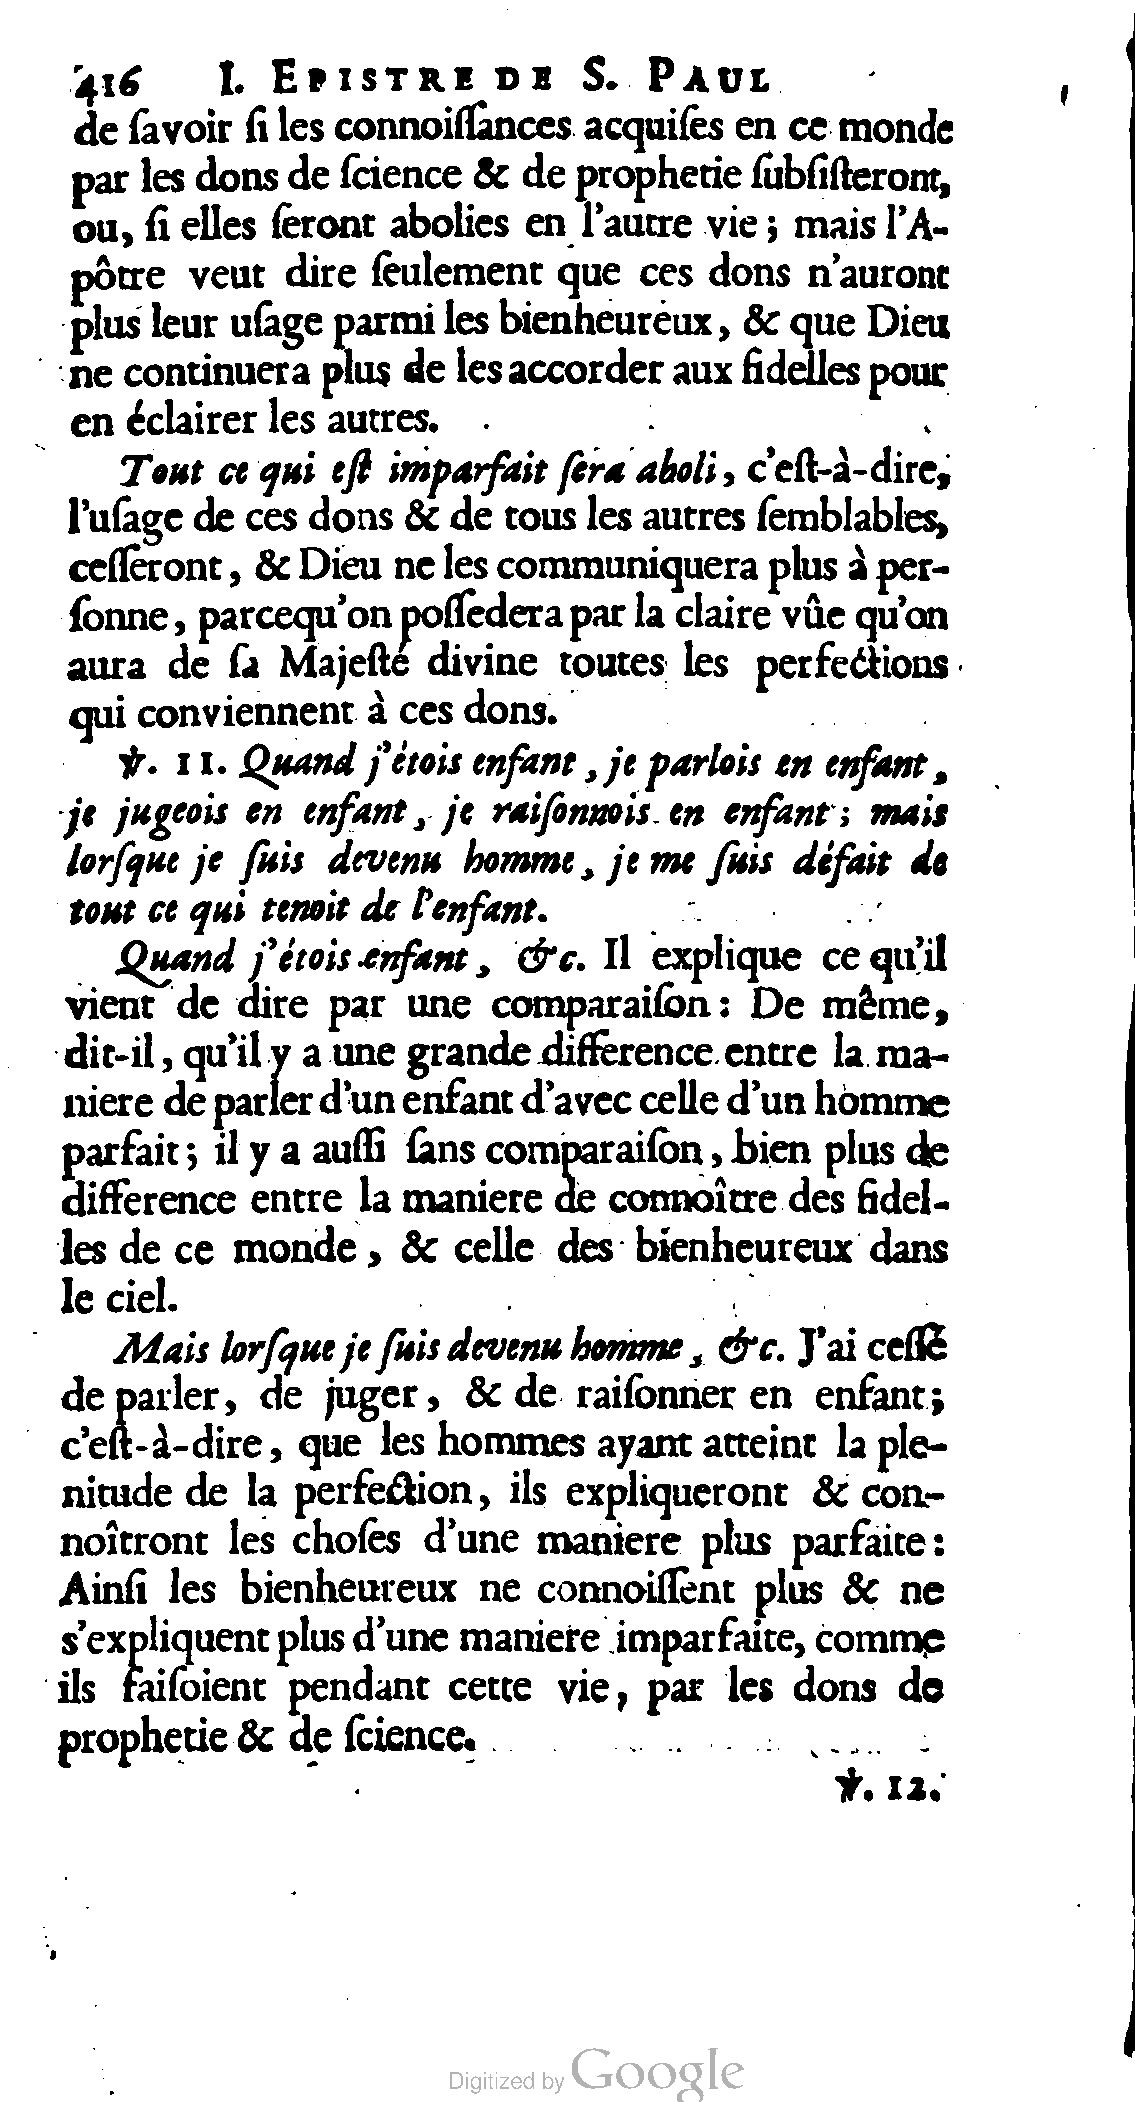 416 I. EPISTRE DE S. PAUL
de ſavoir ſi les connoiſſances acquiſes en ce monde
par les dons de ſcience & de prophetie ſubſiſteront,
ou, ſi elles ſeront abolies en l'autre vie ; mais l'A-
pôtre veut dire ſeulement que ces dons n'auront
plus leur uſage parmi les bienheureux, & que Dieu
ne continuera plus de les accorder aux fidelles pour
en éclairer les autres.
Tout ce qui eſt imparfait ſera aboli, c'eſt-à-dire,
l'uſage de ces dons & de tous les autres ſemblables,
ceſſeront, & Dieu ne les communiquera plus à per-
ſonne, parcequ'on poſſedera par la claire vûe qu'on
aura de ſa Majeſté divine toutes les perfections
qui conviennent à ces dons.
℣. 11. Quand j'étois enfant, je parlois en enfant,
je jugeois en enfant, je raiſonnois en enfant ; mais
lorſque je ſuis devenu homme, je me ſuis défait de
tout ce qui tenoit de l'enfant.
Quand j'étois enfant, &c. Il explique ce qu'il
vient de dire par une comparaiſon : De même,
dit-il, qu'il y a une grande difference entre la ma-
niere de parler d'un enfant d'avec celle d'un homme
parfait ; il y a auſſi ſans comparaiſon, bien plus de
difference entre la maniere de connoître des fidel-
les de ce monde, & celle des bienheureux dans
le ciel.
Mais lorſque je ſuis devenu homme, &c. J'ai ceſſé
de parler, de juger, & de raiſonner en enfant ;
c'eſt-à-dire, que les hommes ayant atteint la ple-
nitude de la perfection, ils expliqueront & con-
noîtront les choſes d'une maniere plus parfaite :
Ainſi les bienheureux ne connoiſſent plus & ne
s'expliquent plus d'une maniere imparfaite, comme
ils faiſoient pendant cette vie, par les dons de
prophetie & de ſcience.
℣. 12.
Digitized by Google